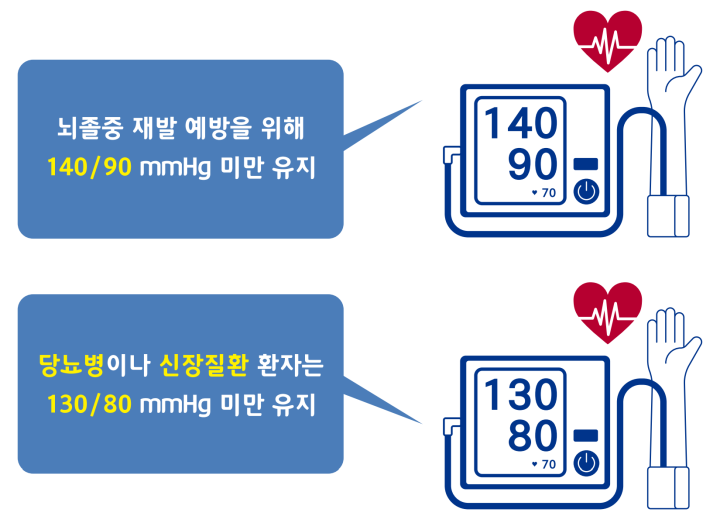 뇌졸중 재발 예방을 위해
140/90 mmHg 미만 유지
140
90
♥ 70
당뇨병이나 신장질환 환자는
130/80 mmHg 미만 유지
130
80
♥ 70